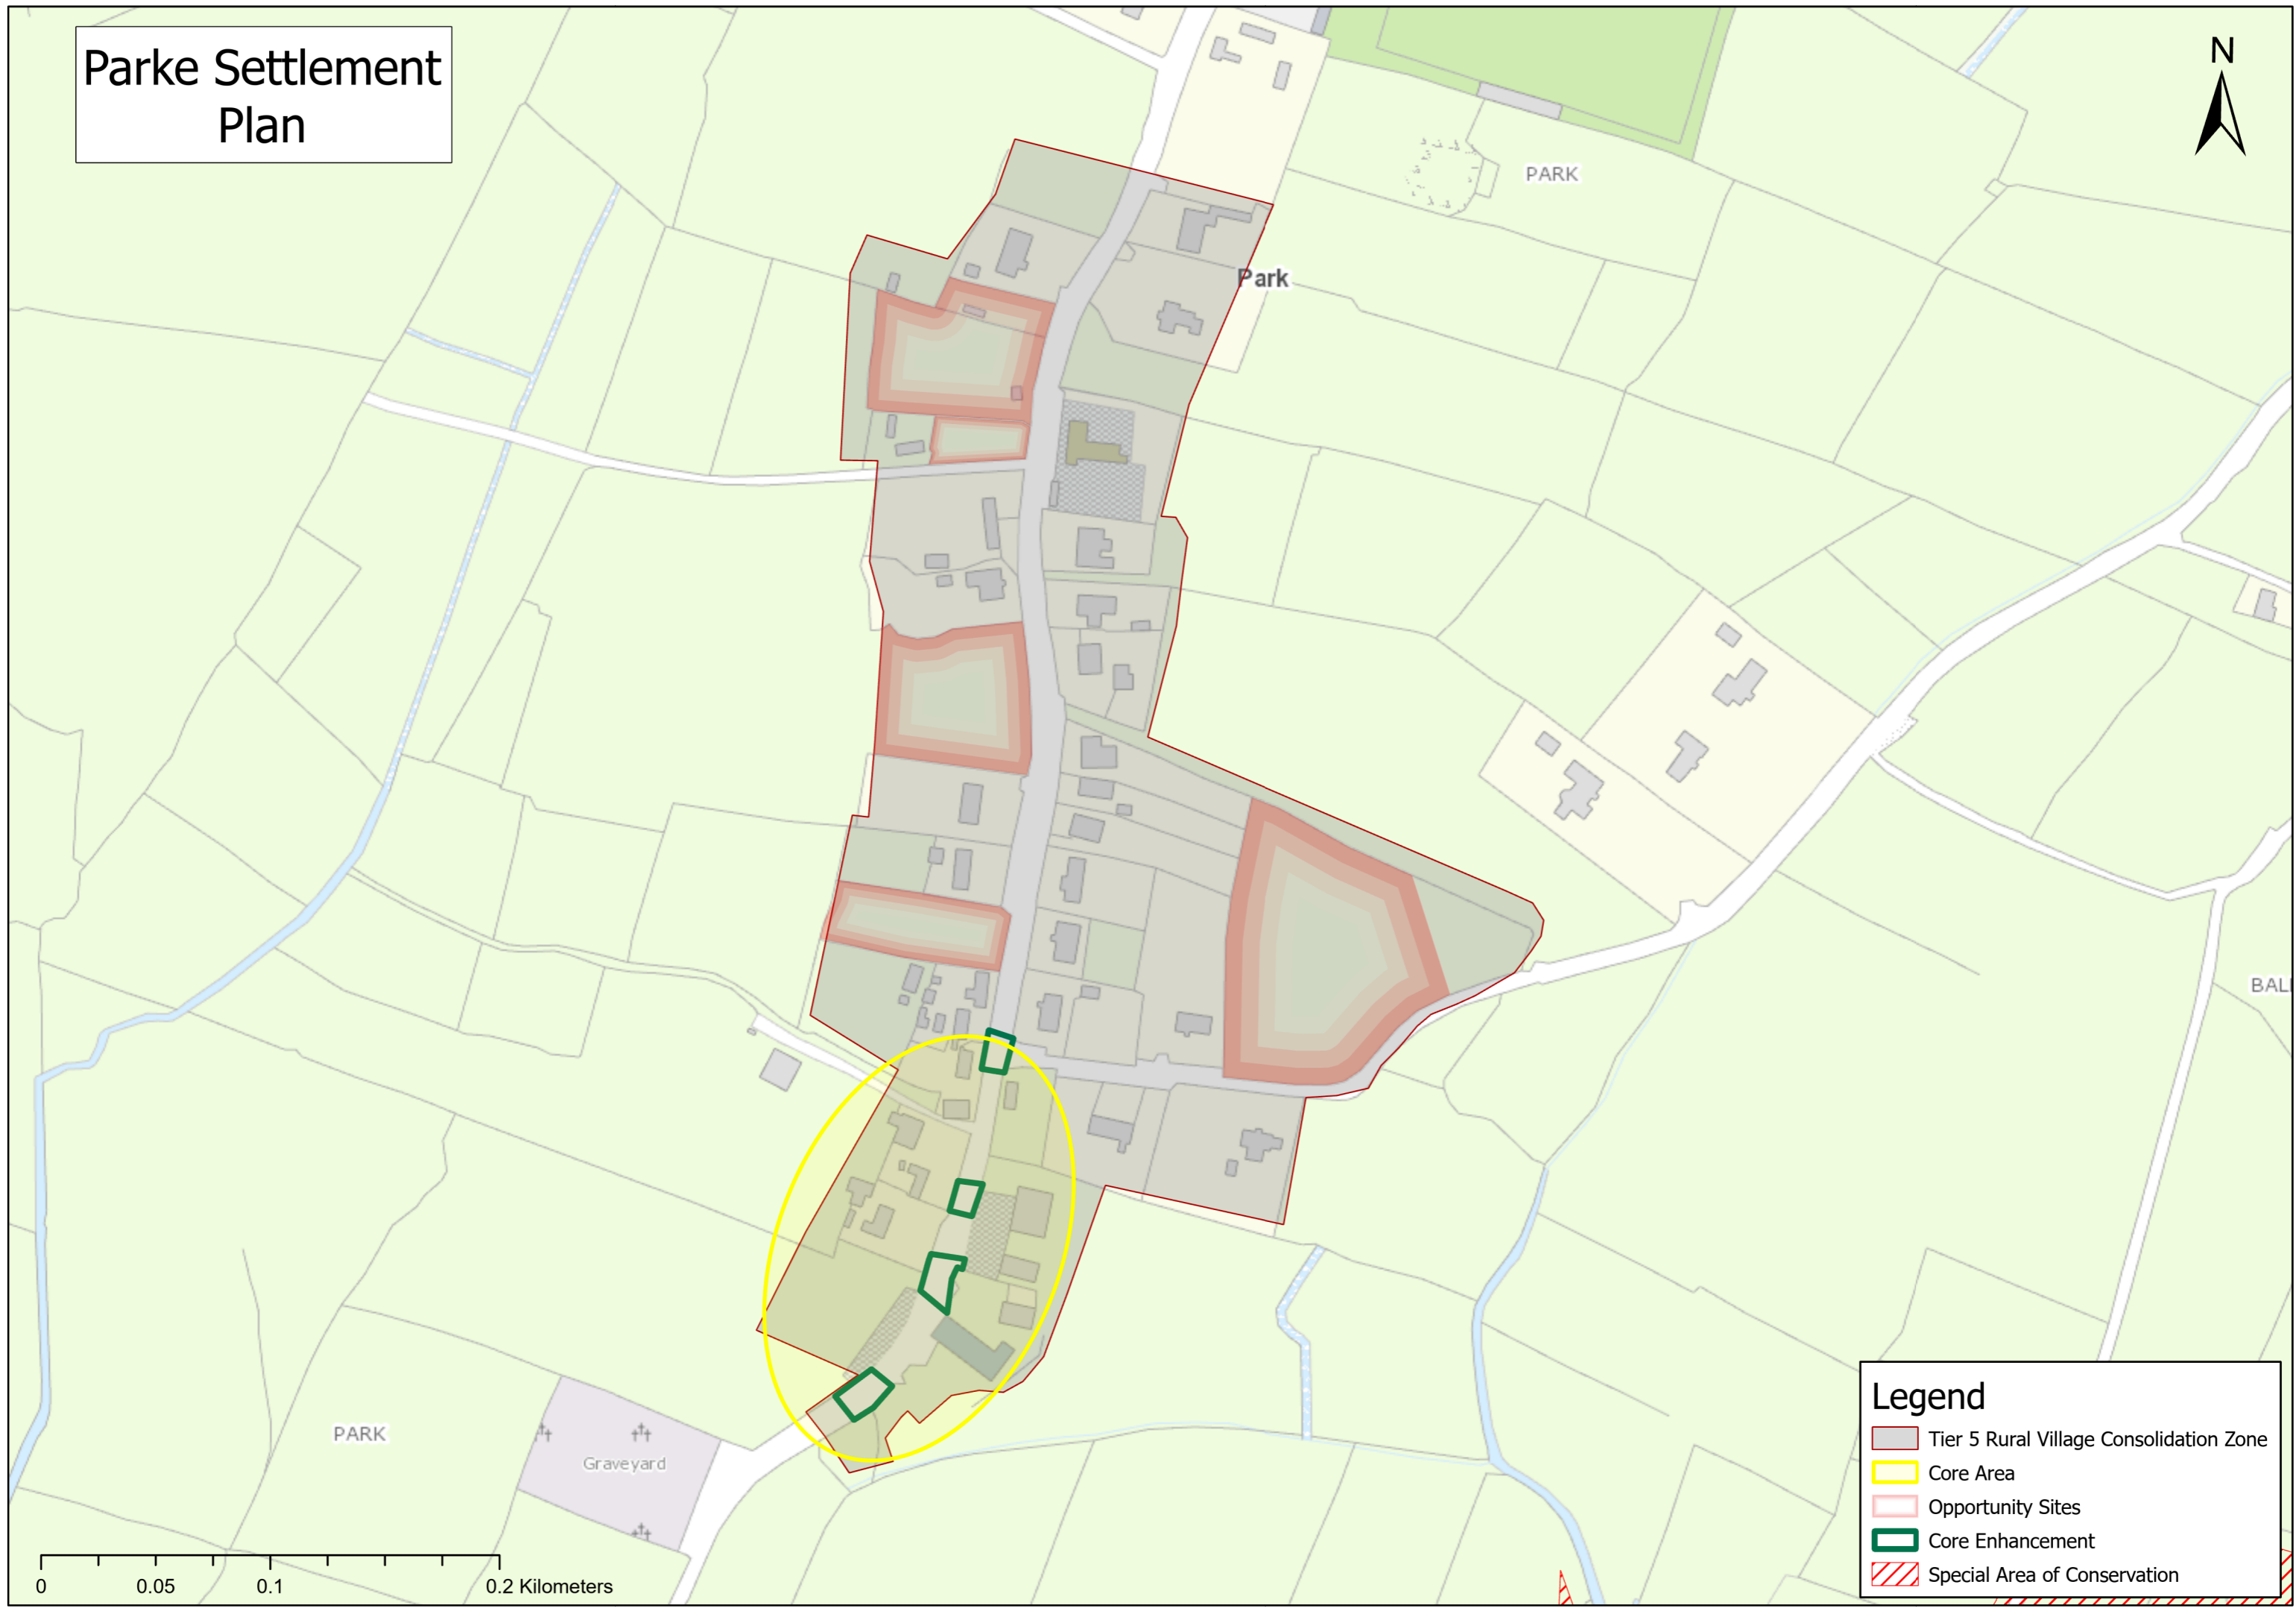 Parke Settlement
Plan
N
PARK
Park
BALI
PARK
Graveyard
Legend
Tier 5 Rural Village Consolidation Zone
Core Area
Opportunity Sites
Core Enhancement
Special Area of Conservation
0
0.05
0.1
0.2 Kilometers